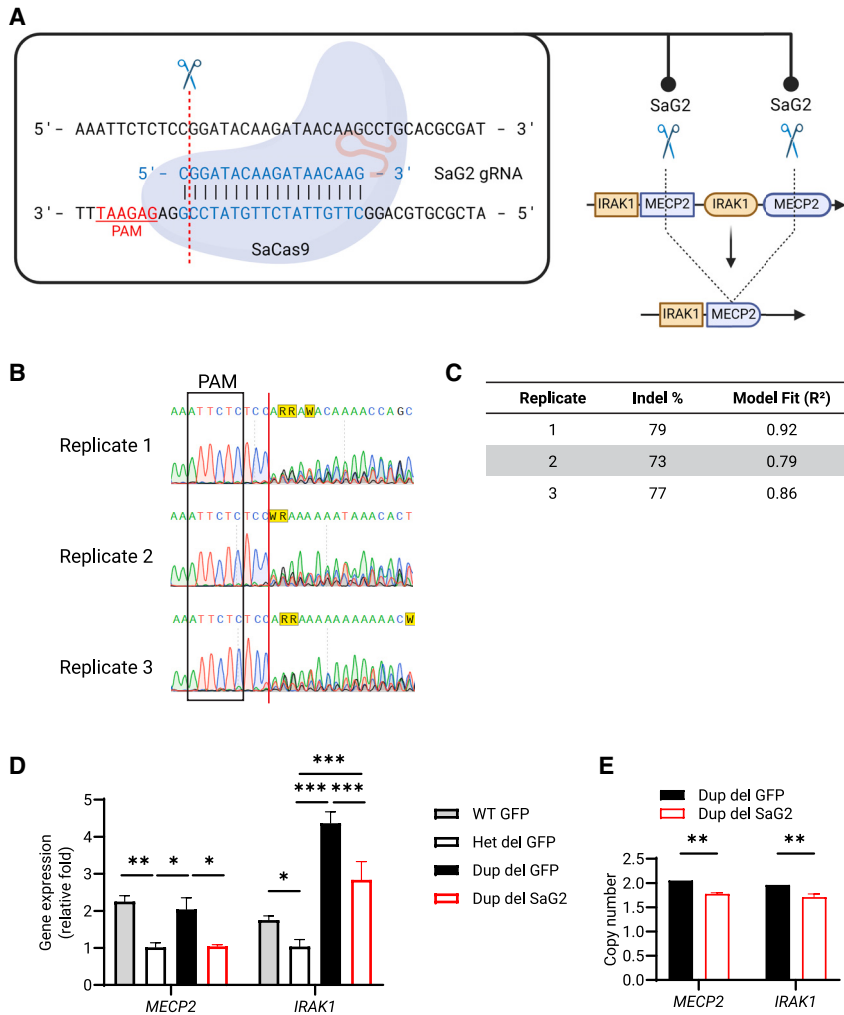 A
5'- AAATTCTCTCCGGATACAAGATAACAAGCCTGCACGCGAT – 3'
5'- CGGATACAAGATAACAAG – 3' SaG2 gRNA
3'- TTTAAGAGAGGCCTATGTTCTATTGTTCGGACGTGCGCTA – 5'
PAM
SaCas9
SaG2 SaG2
IRAK1 MECP2 IRAK1 MECP2
IRAK1 MECP2
B
PAM
AAATTCTCTCCARRAWACAAAACCAGC
Replicate 1
AAATTCTCTCCWRAAAAAATAAACACT
Replicate 2
AAATTCTCTCCARRAAAAAAAAAAACW
Replicate 3
C
Replicate Indel % Model Fit (R²)
1 79 0.92
2 73 0.79
3 77 0.86
D
Gene expression
(relative fold)
5
4
3
2
1
0
** * *
* *** *** ***
MECP2 IRAK1
WT GFP
Het del GFP
Dup del GFP
Dup del SaG2
E
Dup del GFP
Dup del SaG2
Copy number
2.5
2.0
1.5
1.0
0.5
0.0
** **
MECP2 IRAK1